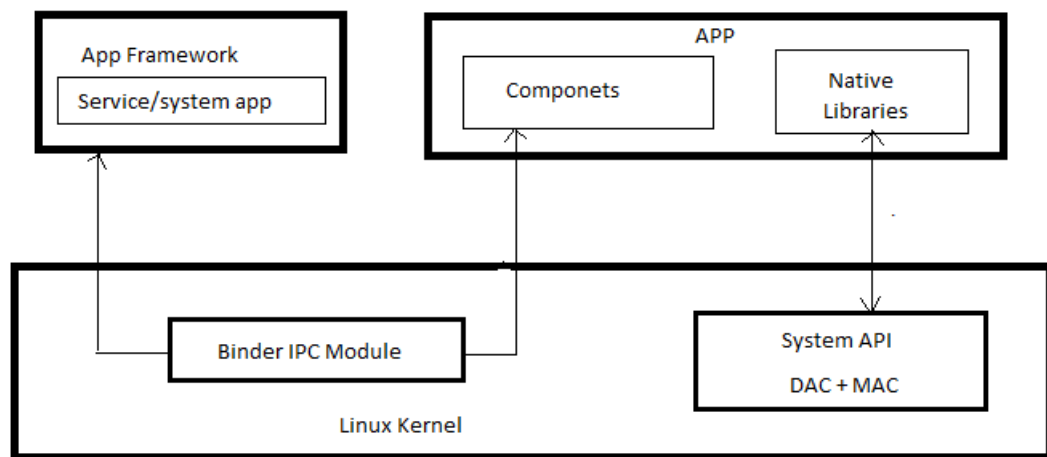 App Framework
Service/system app
APP
Componets
Native
Libraries
Binder IPC Module
System API
DAC + MAC
Linux Kernel